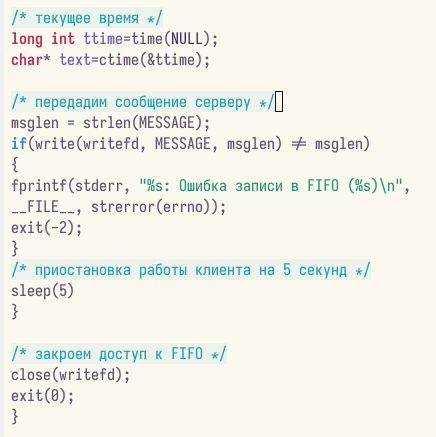 /* текущее время */
long int ttime=time(NULL);
char* text=ctime(&ttime);
/* передадим сообщение серверу */
msglen = strlen(MESSAGE);
if(write(writefd, MESSAGE, msglen) != msglen)
{
fprintf(stderr, "%s: Ошибка записи в FIFO (%s)\n",
__FILE__, strerror(errno));
exit(-2);
}
/* приостановка работы клиента на 5 секунд */
sleep(5)
}
/* закроем доступ к FIFO */
close(writefd);
exit(0);
}